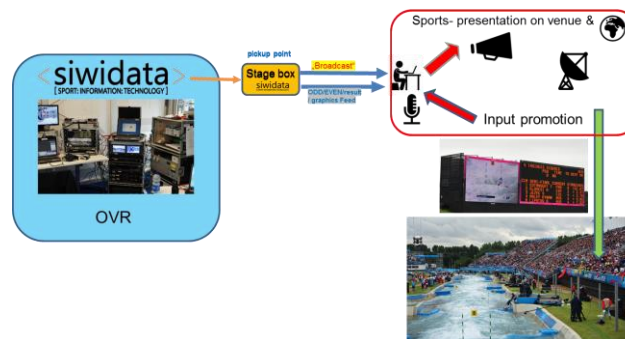 <siwidata>
[ SPORT: INFORMATION: TECHNOLOGY ]
OVR
pickup point
Stage box
siwidata
„Broadcast“
ODD/EVEN/result
/ graphics Feed
Sports- presentation on venue &
Input promotion